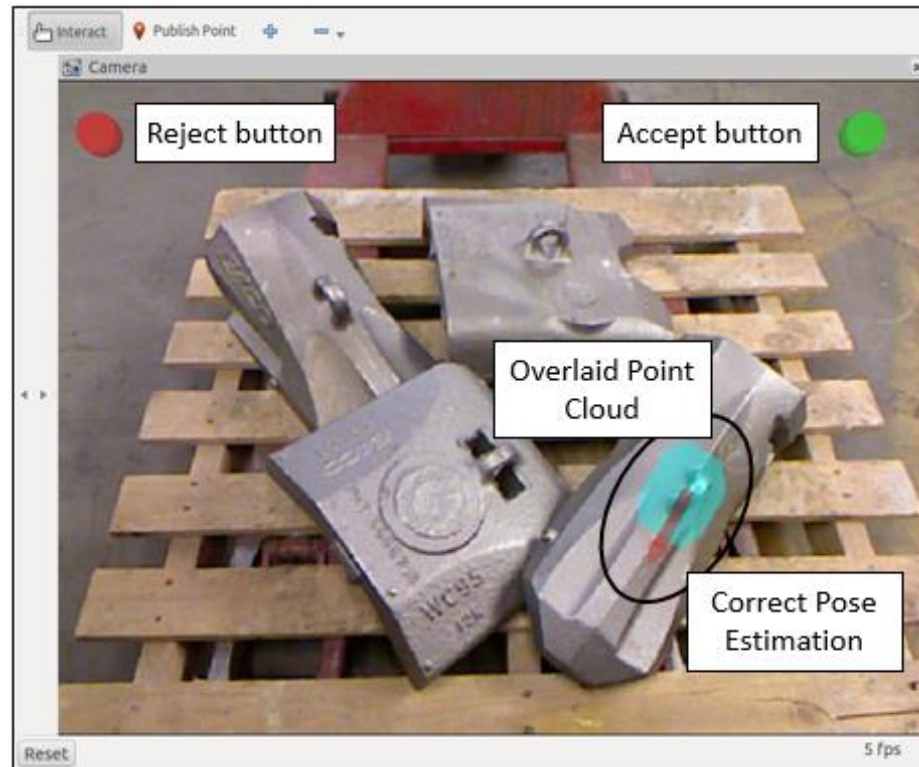 Interact
Publish Point
Camera
Reject button
Accept button
Overlaid Point
Cloud
WC95
Correct Pose
Estimation
Reset
5 fps